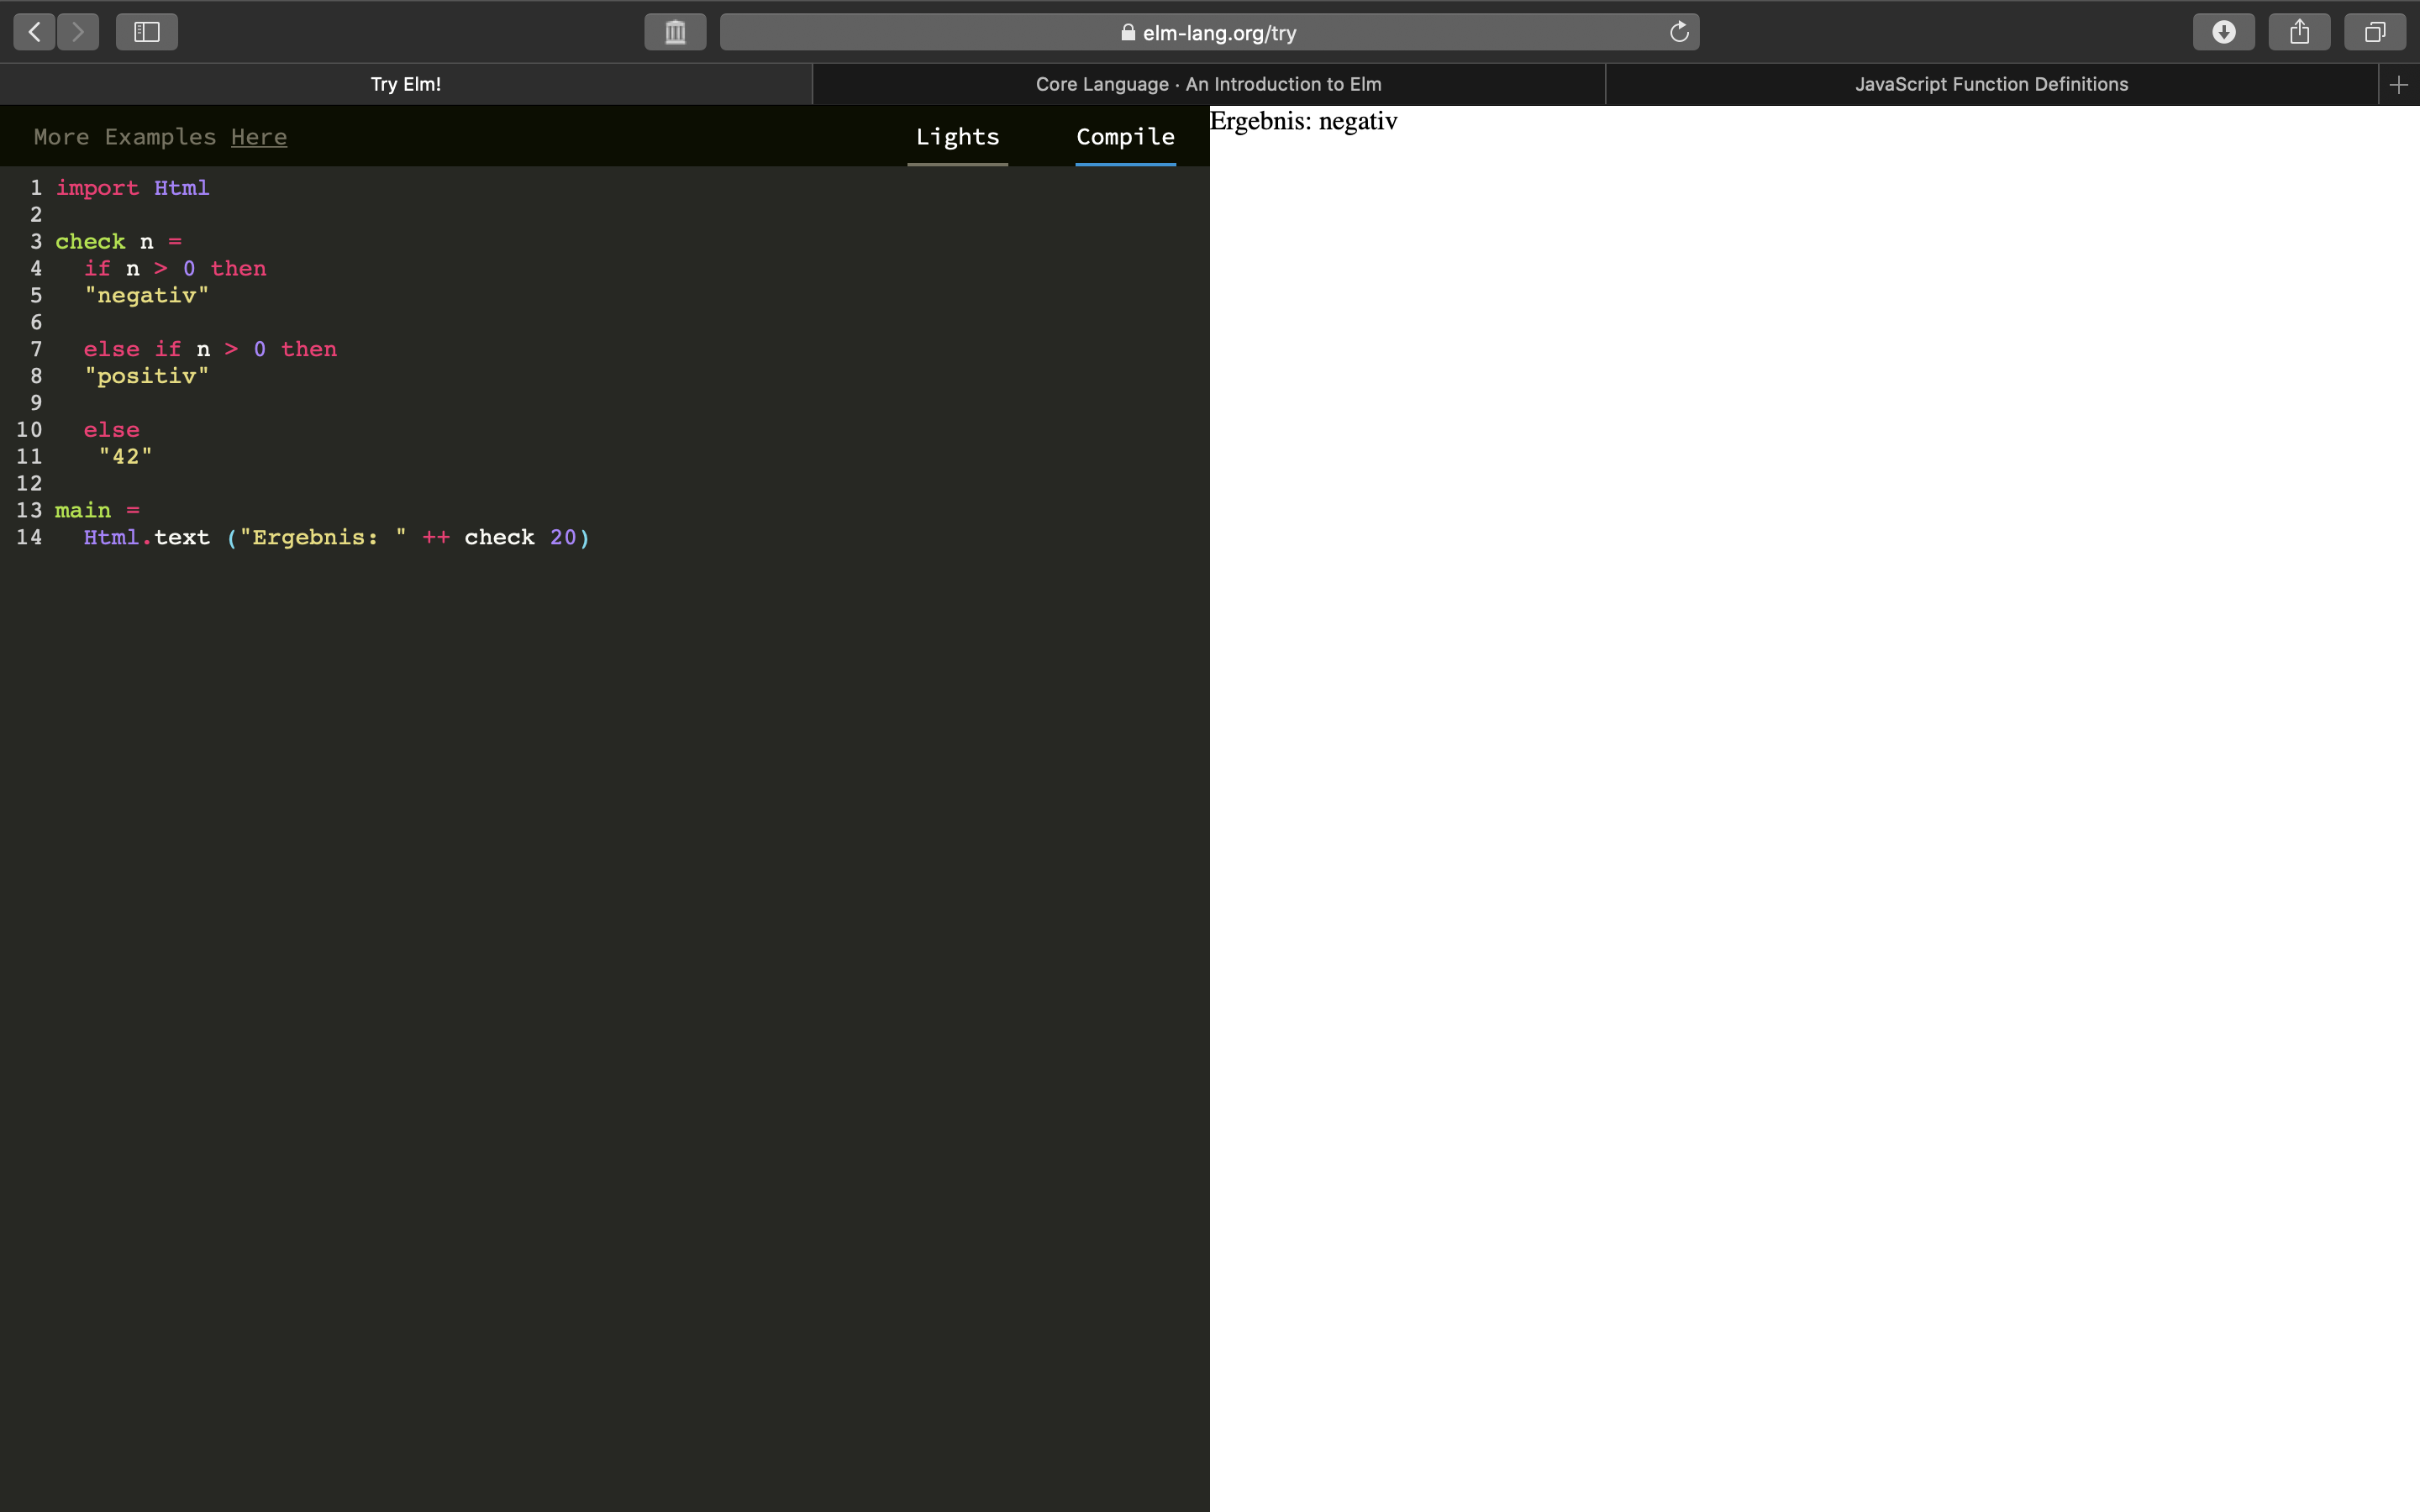 elm-lang.org/try
Try Elm!
Core Language · An Introduction to Elm
JavaScript Function Definitions
More Examples Here
Lights
Compile
1 import Html
2
3 check n =
4   if n > 0 then
5   "negativ"
6
7   else if n > 0 then
8   "positiv"
9
10   else
11    "42"
12
13 main =
14   Html.text ("Ergebnis: " ++ check 20)
Ergebnis: negativ